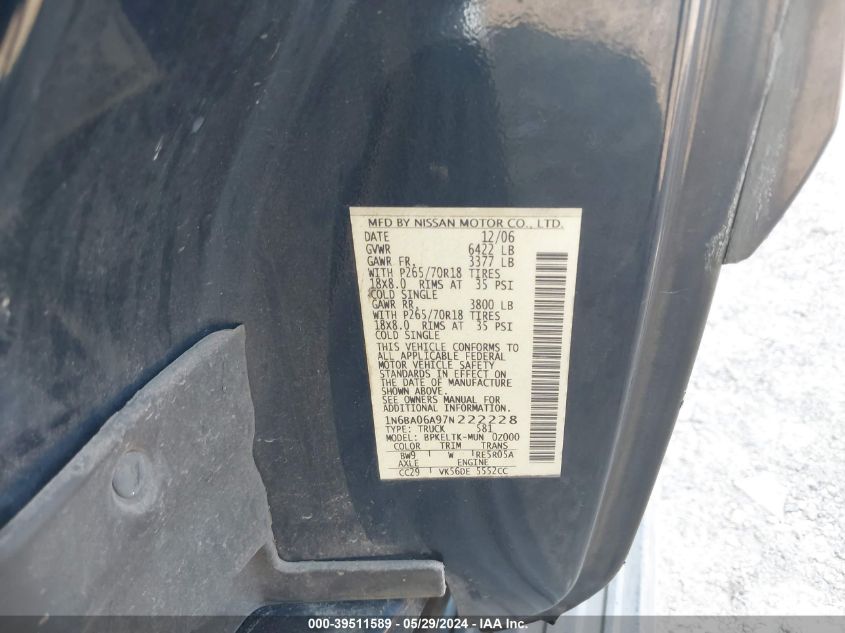 MFD BY NISSAN MOTOR CO., LTD.
DATE 12/06
GVWR 6422 LB
GAWR FR. 3377 LB
WITH P265/70R18 TIRES
18X8.0 RIMS AT 35 PSI
COLD SINGLE
GAWR RR. 3800 LB
WITH P265/70R18 TIRES
18X8.0 RIMS AT 35 PSI
COLD SINGLE
THIS VEHICLE CONFORMS TO
ALL APPLICABLE FEDERAL
MOTOR VEHICLE SAFETY
STANDARDS IN EFFECT ON
THE DATE OF MANUFACTURE
SHOWN ABOVE.
SEE OWNERS MANUAL FOR
ADDITIONAL INFORMATION.
1N6BA06A97N222228
TYPE: TRUCK 581
MODEL: BPKELTK-MUN 0Z000
COLOR TRIM TRANS
BW9 W RE5R05A
AXLE ENGINE
CC29 VK56DE 5552CC
000-39511589 | 05/29/2024 | IAA Inc.